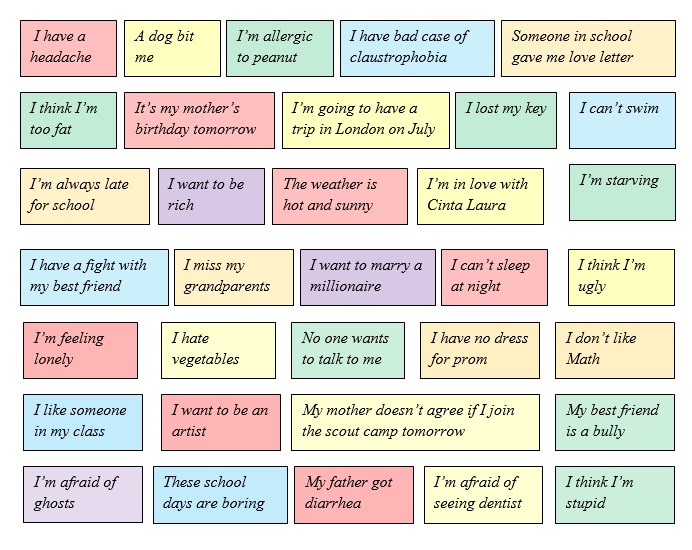 I have a
headache
A dog bit
me
I'm allergic
to peanut
I have bad case of
claustrophobia
Someone in school
gave me love letter
I think I'm
too fat
It's my mother's
birthday tomorrow
I'm going to have a
trip in London on July
I lost my key
I can't swim
I'm always late
for school
I want to be
rich
The weather is
hot and sunny
I'm in love with
Cinta Laura
I'm starving
I have a fight with
my best friend
I miss my
grandparents
I want to marry a
millionaire
I can't sleep
at night
I think I'm
ugly
I'm feeling
lonely
I hate
vegetables
No one wants
to talk to me
I have no dress
for prom
I don't like
Math
I like someone
in my class
I want to be an
artist
My mother doesn't agree if I join
the scout camp tomorrow
My best friend
is a bully
I'm afraid of
ghosts
These school
days are boring
My father got
diarrhea
I'm afraid of
seeing dentist
I think I'm
stupid